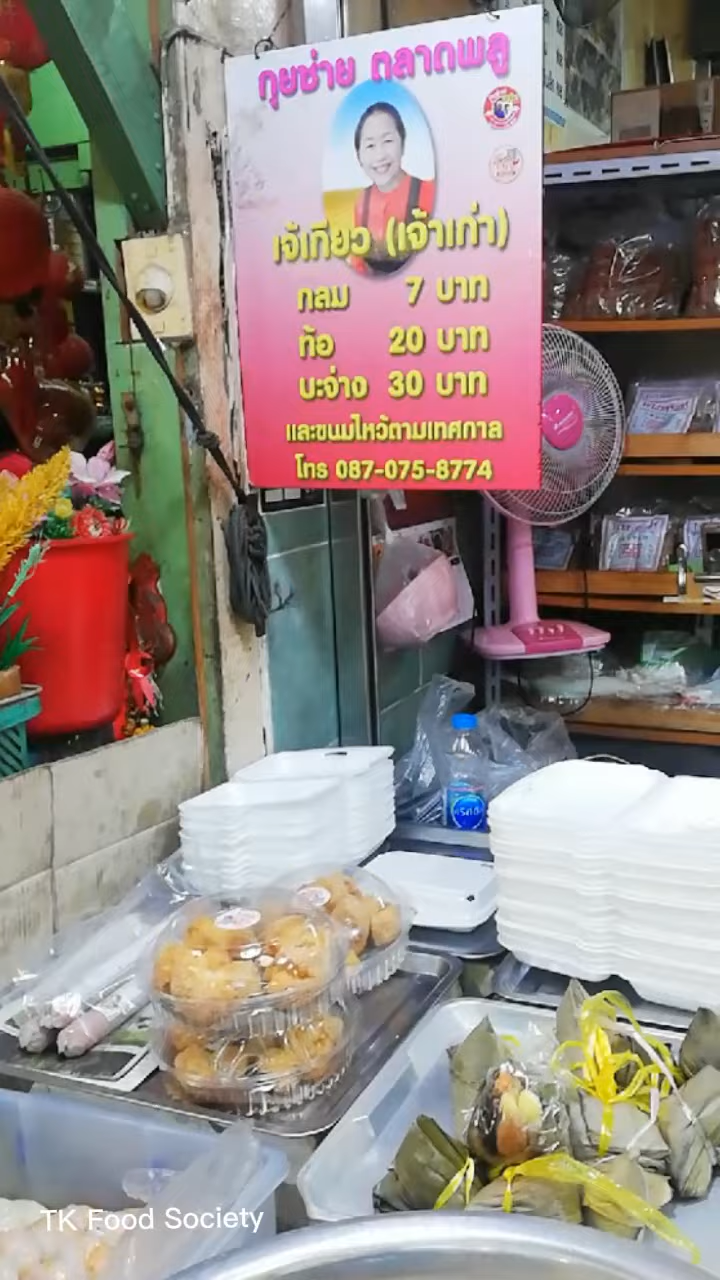 กุยช่าย ตลาดพลู
เจ้เกียว (เจ้าเก่า)
กลม 7 บาท
ท้อ 20 บาท
บะจ่าง 30 บาท
และขนมไหว้ตามเทศกาล
โทร 087-075-8774
TK Food Society